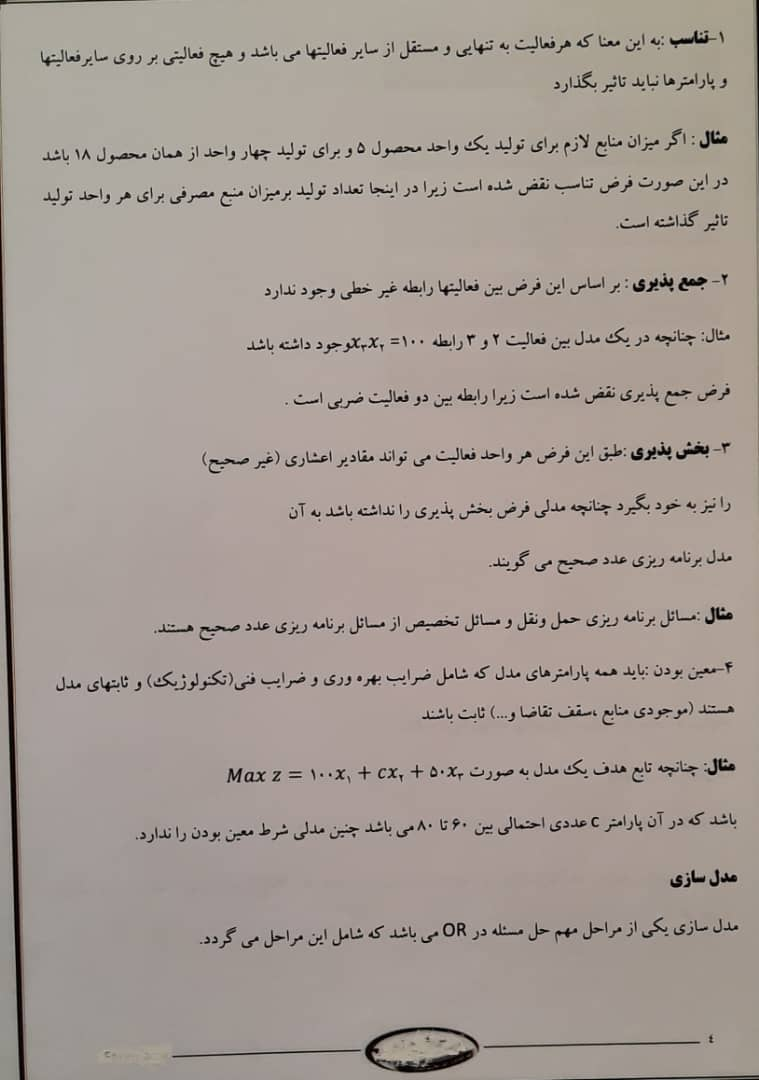 ۱-تناسب :به این معنا که هرفعالیت به تنهایی و مستقل از سایر فعالیتها می باشد و هیچ فعالیتی بر روی سایرفعالیتها
و پارامترها نباید تاثیر بگذارد
مثال : اگر میزان منابع لازم برای تولید یک واحد محصول ۵ و برای تولید چهار واحد از همان محصول ۱۸ باشد
در این صورت فرض تناسب نقض شده است زیرا در اینجا تعداد تولید برمیزان منبع مصرفی برای هر واحد تولید
تاثیر گذاشته است.
۲- جمع پذیری : بر اساس این فرض بین فعالیتها رابطه غیر خطی وجود ندارد
مثال: چنانچه در یک مدل بین فعالیت ۲ و ۳ رابطه x₃x₂ =۱۰۰ وجود داشته باشد
فرض جمع پذیری نقض شده است زیرا رابطه بین دو فعالیت ضربی است .
۳- بخش پذیری :طبق این فرض هر واحد فعالیت می تواند مقادیر اعشاری (غیر صحیح)
را نیز به خود بگیرد چنانچه مدلی فرض بخش پذیری را نداشته باشد به آن
مدل برنامه ریزی عدد صحیح می گویند.
مثال :مسائل برنامه ریزی حمل ونقل و مسائل تخصیص از مسائل برنامه ریزی عدد صحیح هستند.
۴-معین بودن :باید همه پارامترهای مدل که شامل ضرایب بهره وری و ضرایب فنی(تکنولوژیک) و ثابتهای مدل
هستند (موجودی منابع ،سقف تقاضا و...) ثابت باشند
مثال: چنانچه تابع هدف یک مدل به صورت Max z = ۱۰۰x₁ + cx₂ + ۵۰x₃
باشد که در آن پارامتر c عددی احتمالی بین ۶۰ تا ۸۰ می باشد چنین مدلی شرط معین بودن را ندارد.
مدل سازی
مدل سازی یکی از مراحل مهم حل مسئله در OR می باشد که شامل این مراحل می گردد.
٤